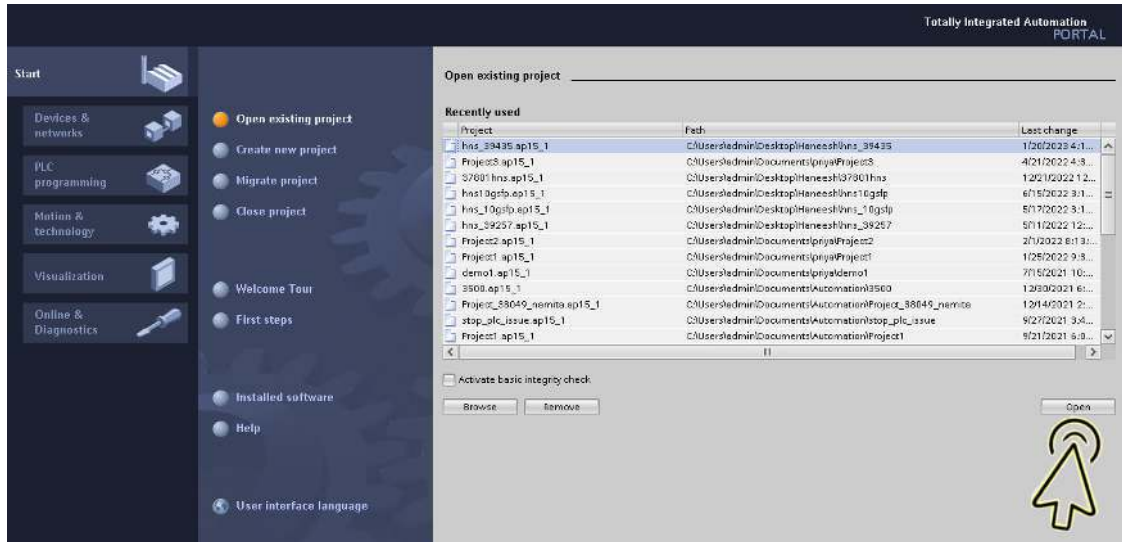 Totally Integrated Automation
PORTAL
Start
Devices &
networks
PLC
programming
Motion &
technology
Visualization
Online &
Diagnostics
Open existing project
Create new project
Migrate project
Close project
Welcome Tour
First steps
Installed software
Help
User interface language
Open existing project
Recently used
Project Path Last change
hns_39435.ap15_1 C:\Users\admin\Desktop\Haneesh\hns_39435 1/20/2023 4:1...
Project3.ap15_1 C:\Users\admin\Documents\priya\Project3 4/21/2022 4:3...
37801hns.ap15_1 C:\Users\admin\Desktop\Haneesh\37801hns 12/21/2022 12...
hns10gsfp.ap15_1 C:\Users\admin\Desktop\Haneesh\hns10gsfp 6/15/2022 3:1...
hns_10gsfp.ap15_1 C:\Users\admin\Desktop\Haneesh\hns_10gsfp 5/17/2022 3:1...
hns_39257.ap15_1 C:\Users\admin\Desktop\Haneesh\hns_39257 5/11/2022 12:...
Project2.ap15_1 C:\Users\admin\Documents\priya\Project2 2/1/2022 8:13:...
Project1.ap15_1 C:\Users\admin\Documents\priya\Project1 1/25/2022 9:3...
demo1.ap15_1 C:\Users\admin\Documents\priya\demo1 7/15/2021 10:...
3500.ap15_1 C:\Users\admin\Documents\Automation\3500 12/30/2021 6:...
Project_38049_namita.ap15_1 C:\Users\admin\Documents\Automation\Project_38049_namita 12/14/2021 2:...
stop_plc_issue.ap15_1 C:\Users\admin\Documents\Automation\stop_plc_issue 9/27/2021 3:4...
Project1.ap15_1 C:\Users\admin\Documents\Automation\Project1 9/21/2021 6:0...
Activate basic integrity check
Browse Remove Open